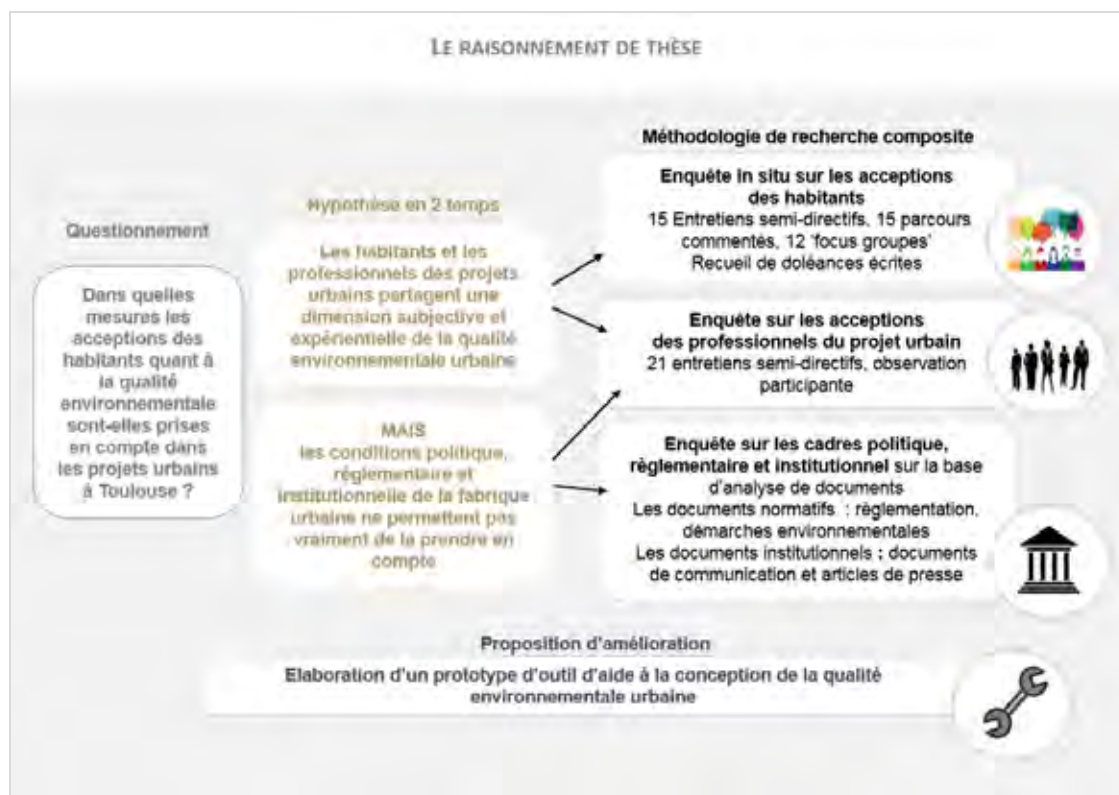 LE RAISONNEMENT DE THÈSE
Questionnement
Dans quelles
mesures les
acceptions des
habitants quant à
la qualité
environnementale
sont-elles prises
en compte dans
les projets urbains
à Toulouse ?
Hypothèse en 2 temps
Les habitants et les
professionnels des projets
urbains partagent une
dimension subjective et
expérientielle de la qualité
environnementale urbaine
MAIS
les conditions politique,
règlementaire et
institutionnelle de la fabrique
urbaine ne permettent pas
vraiment de la prendre en
compte
Méthodologie de recherche composite
Enquête in situ sur les acceptions
des habitants
15 Entretiens semi-directifs, 15 parcours
commentés, 12 'focus groupes'
Recueil de doléances écrites
Enquête sur les acceptions
des professionnels du projet urbain
21 entretiens semi-directifs, observation
participante
Enquête sur les cadres politique,
règlementaire et institutionnel sur la base
d'analyse de documents
Les documents normatifs : règlementation,
démarches environnementales
Les documents institutionnels : documents
de communication et articles de presse
Proposition d'amélioration
Elaboration d'un prototype d'outil d'aide à la conception de la qualité
environnementale urbaine